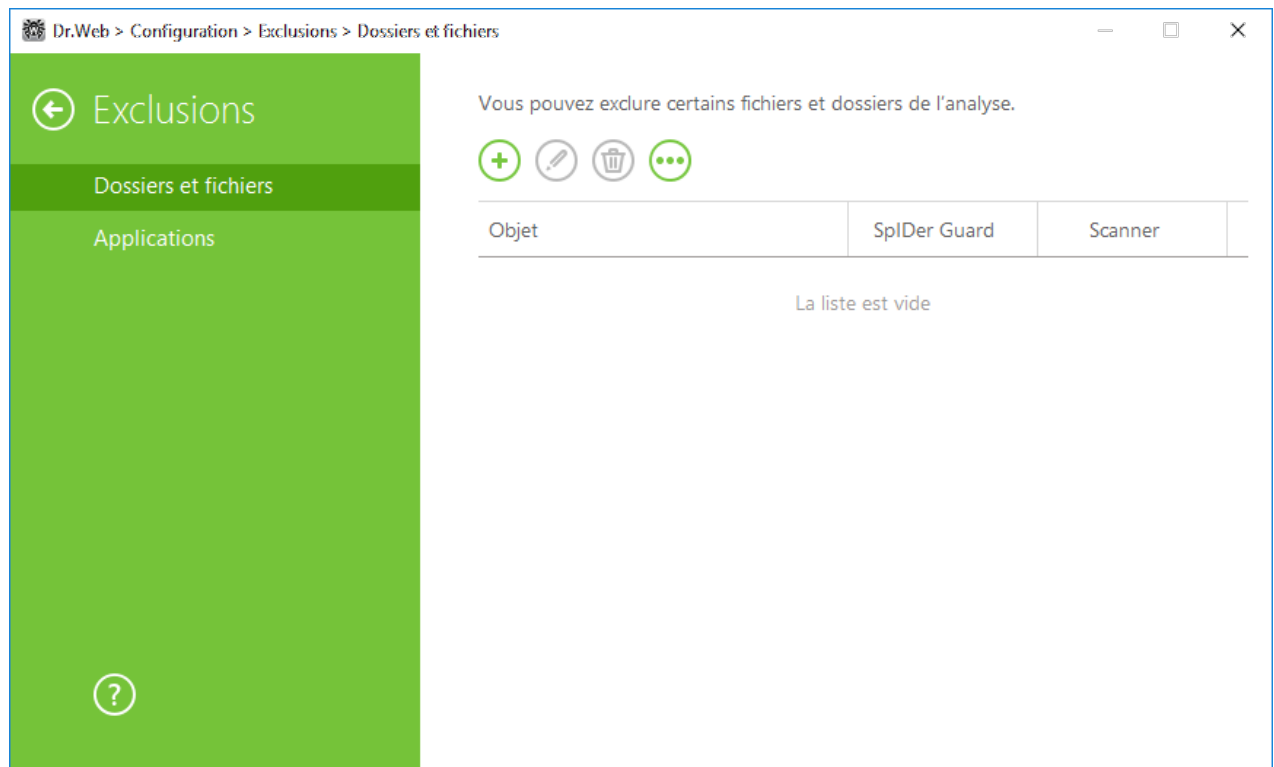 Dr.Web > Configuration > Exclusions > Dossiers et fichiers
Exclusions
Dossiers et fichiers
Applications
Vous pouvez exclure certains fichiers et dossiers de l'analyse.
Objet SpIDer Guard Scanner
La liste est vide
?